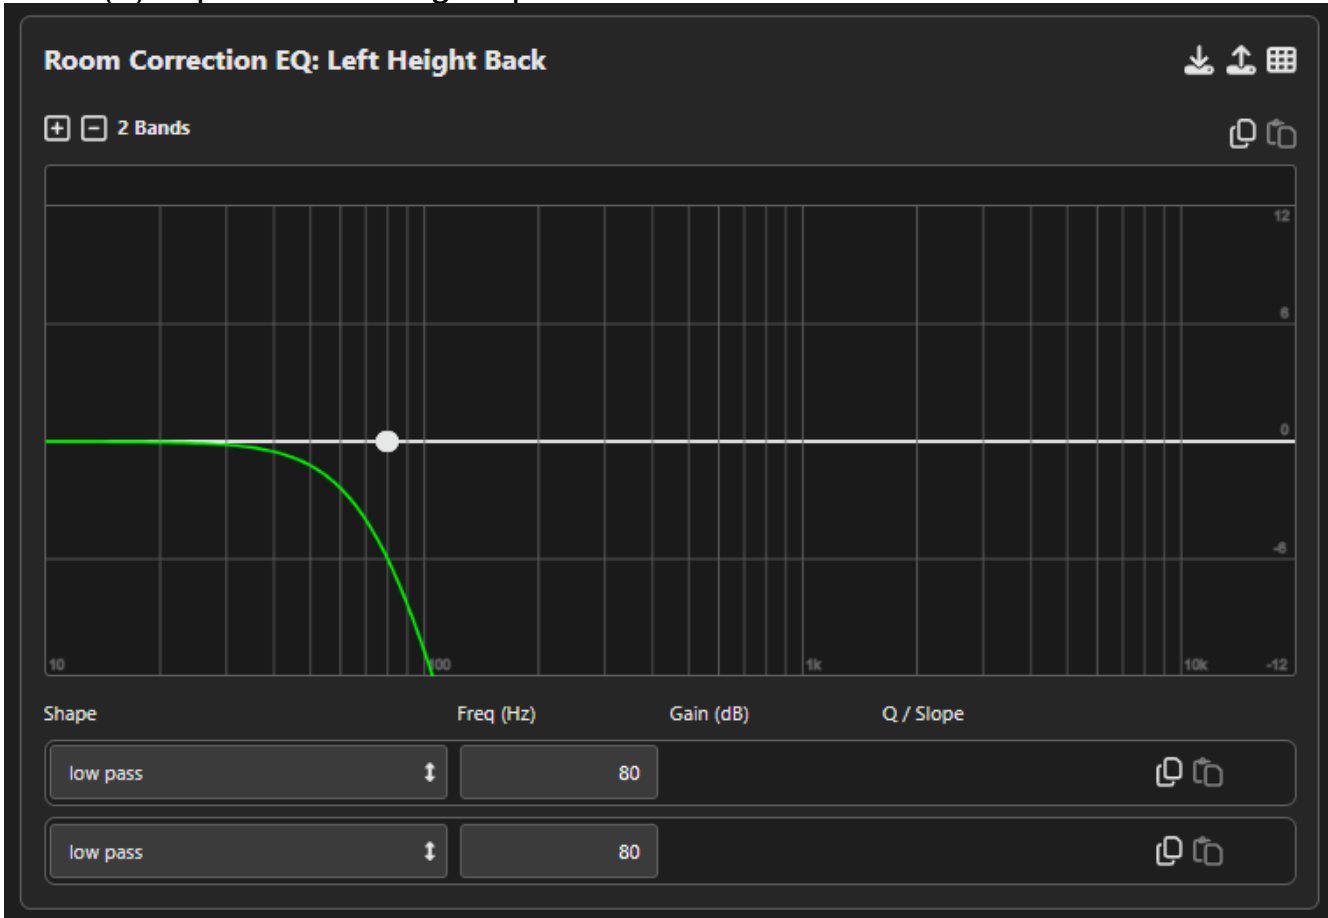 Room Correction EQ: Left Height Back
2 Bands
12
6
0
-6
10 100 1k 10k -12
Shape Freq (Hz) Gain (dB) Q / Slope
low pass 80
low pass 80